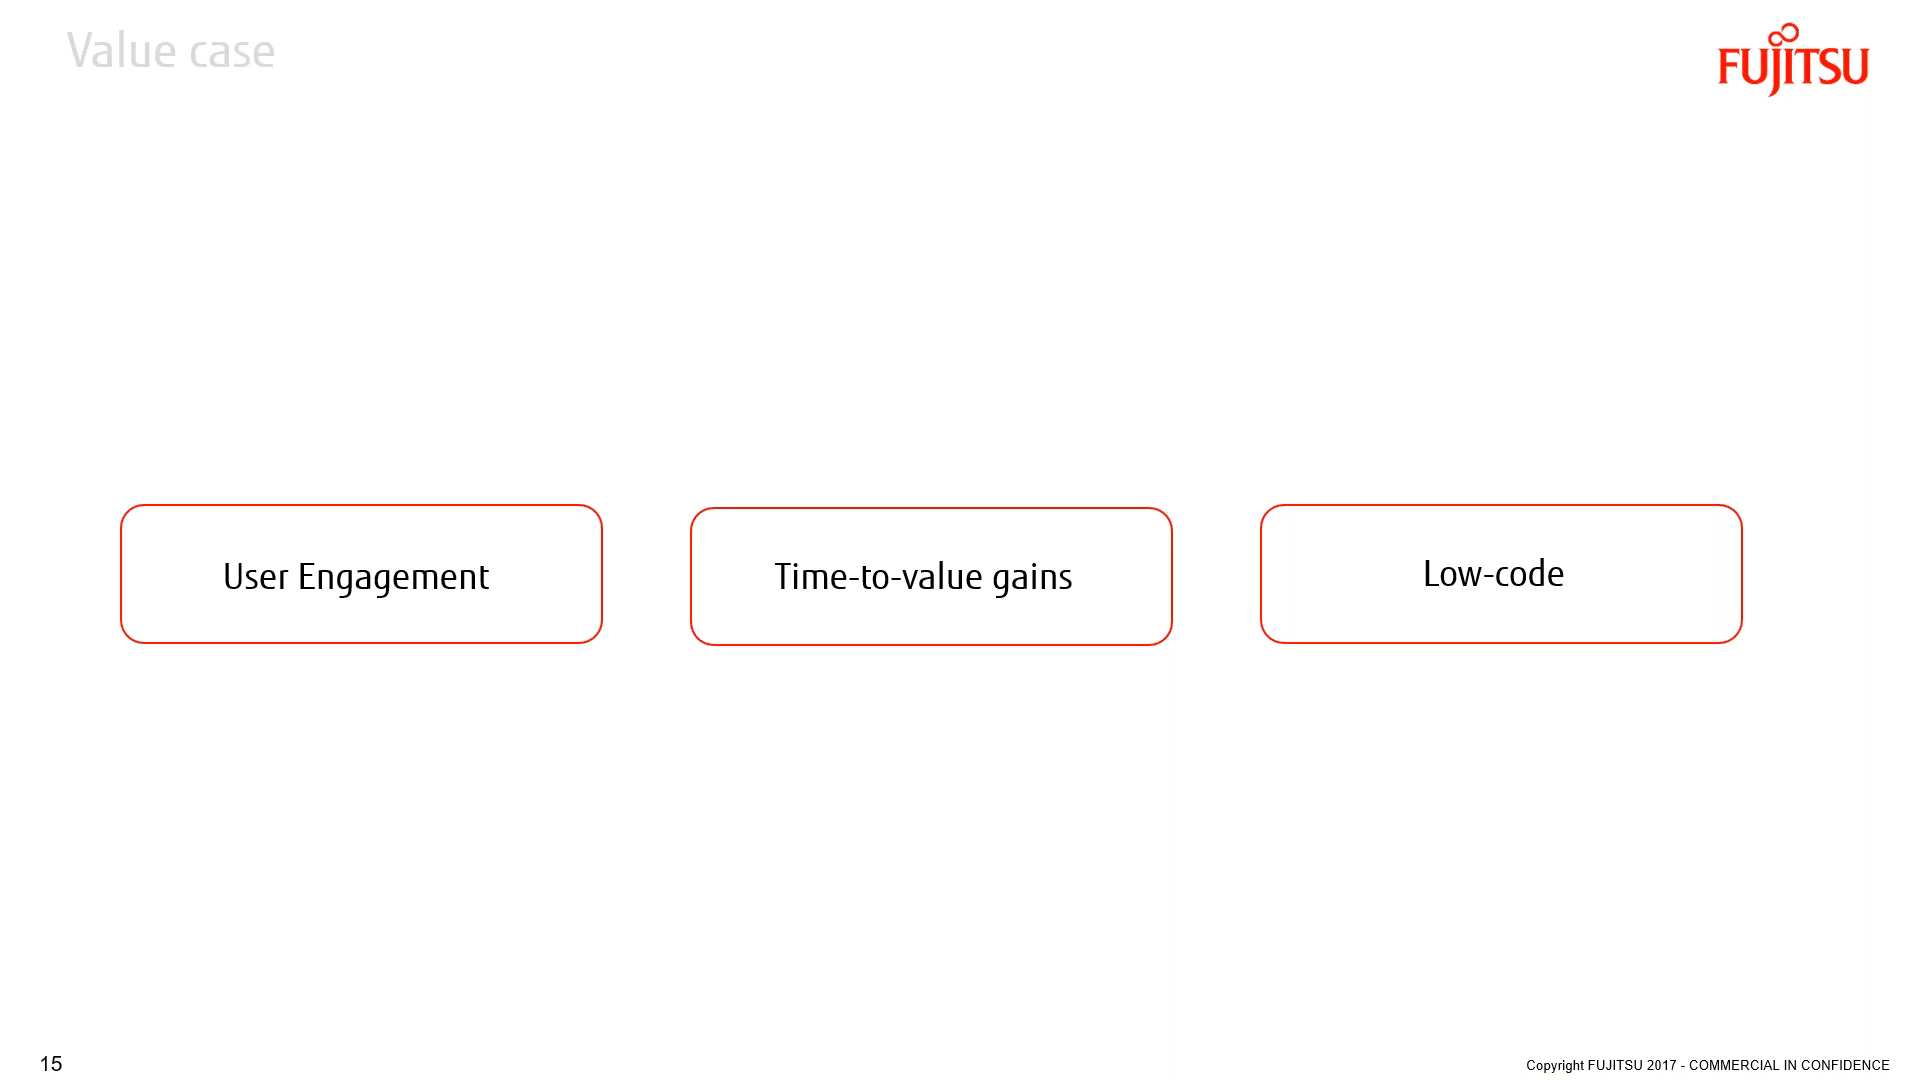 Value case
FUJITSU
User Engagement
Time-to-value gains
Low-code
15
Copyright FUJITSU 2017 - COMMERCIAL IN CONFIDENCE